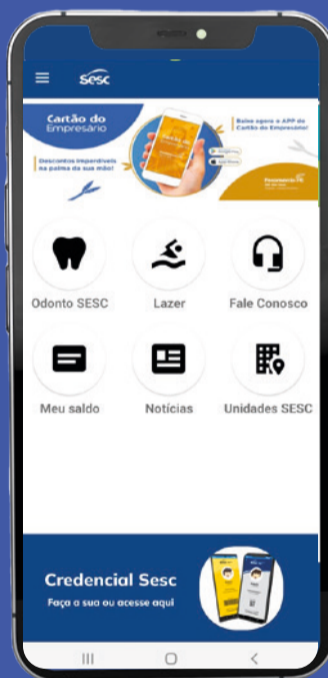 Sesc
Cartão do
Empresário
Baixe agora o APP do
Cartão do Empresário!
Descontos imperdíveis
na palma da sua mão!
Odonto SESC
Lazer
Fale Conosco
Meu saldo
Notícias
Unidades SESC
Credencial Sesc
Faça a sua ou acesse aqui